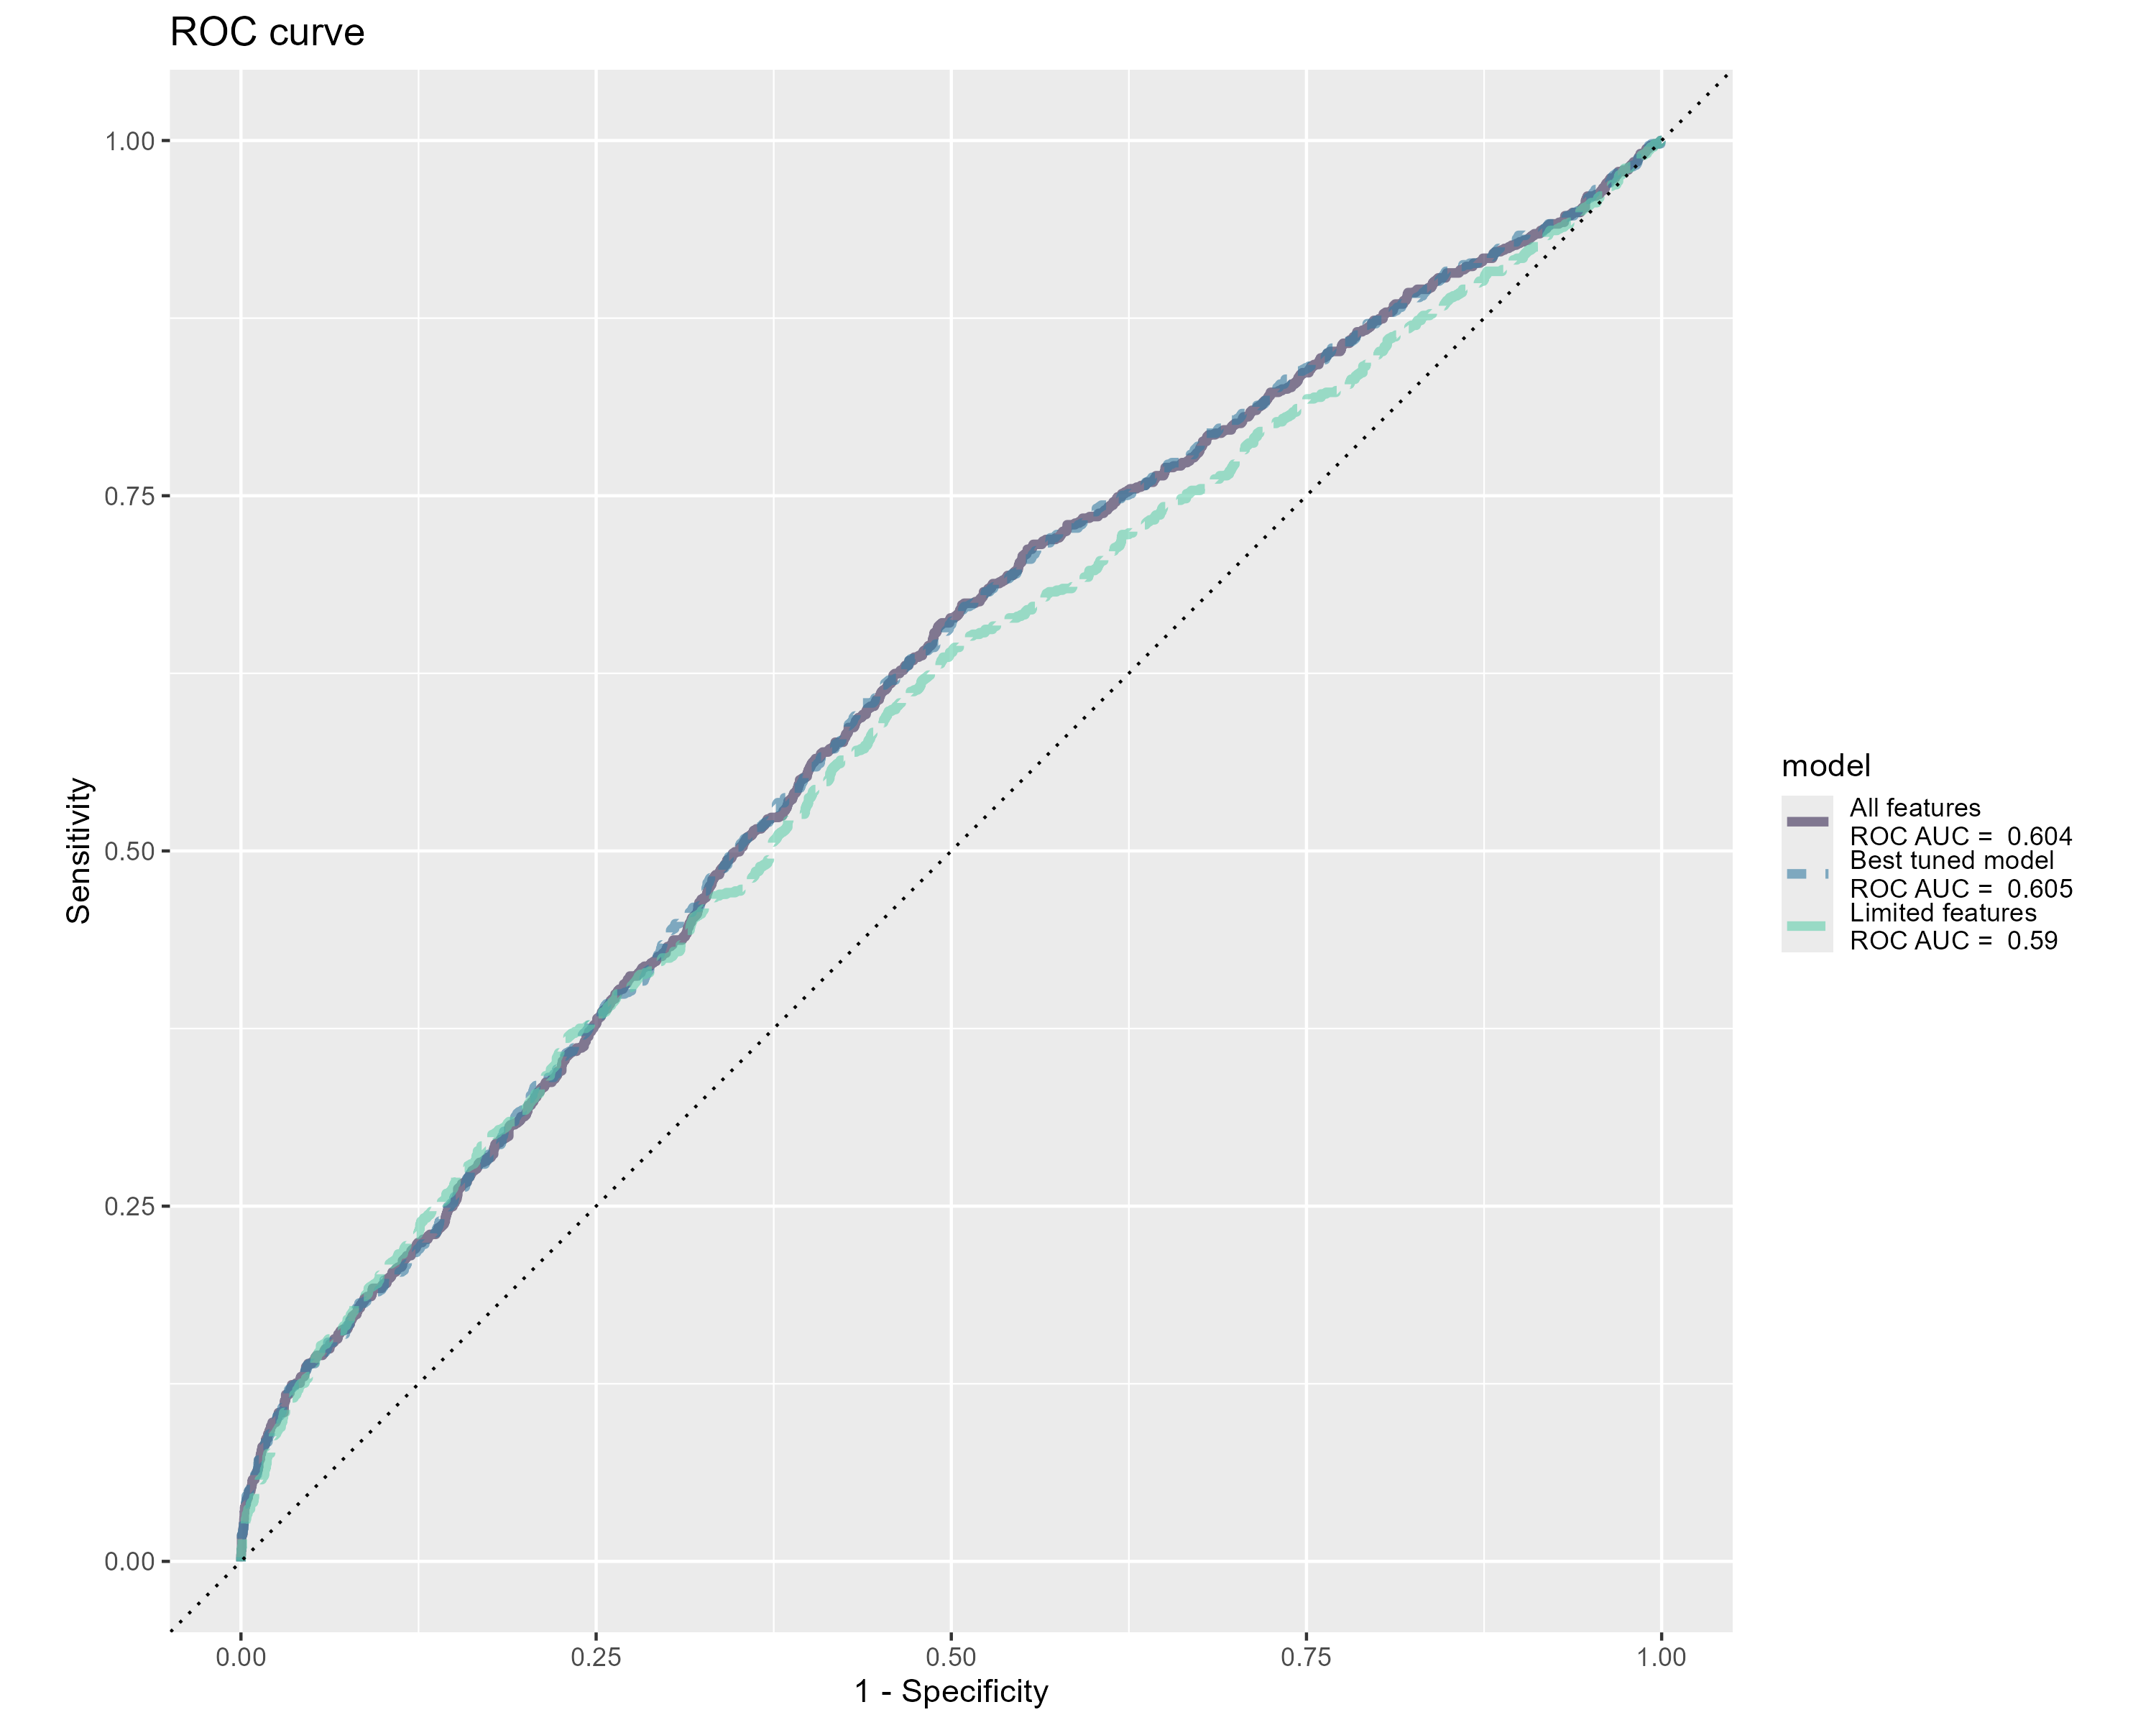 ROC curve
1.00
0.75
0.50
0.25
0.00
Sensitivity
0.00
0.25
0.50
0.75
1.00
1 - Specificity
model
All features
ROC AUC =  0.604
Best tuned model
ROC AUC =  0.605
Limited features
ROC AUC =  0.59